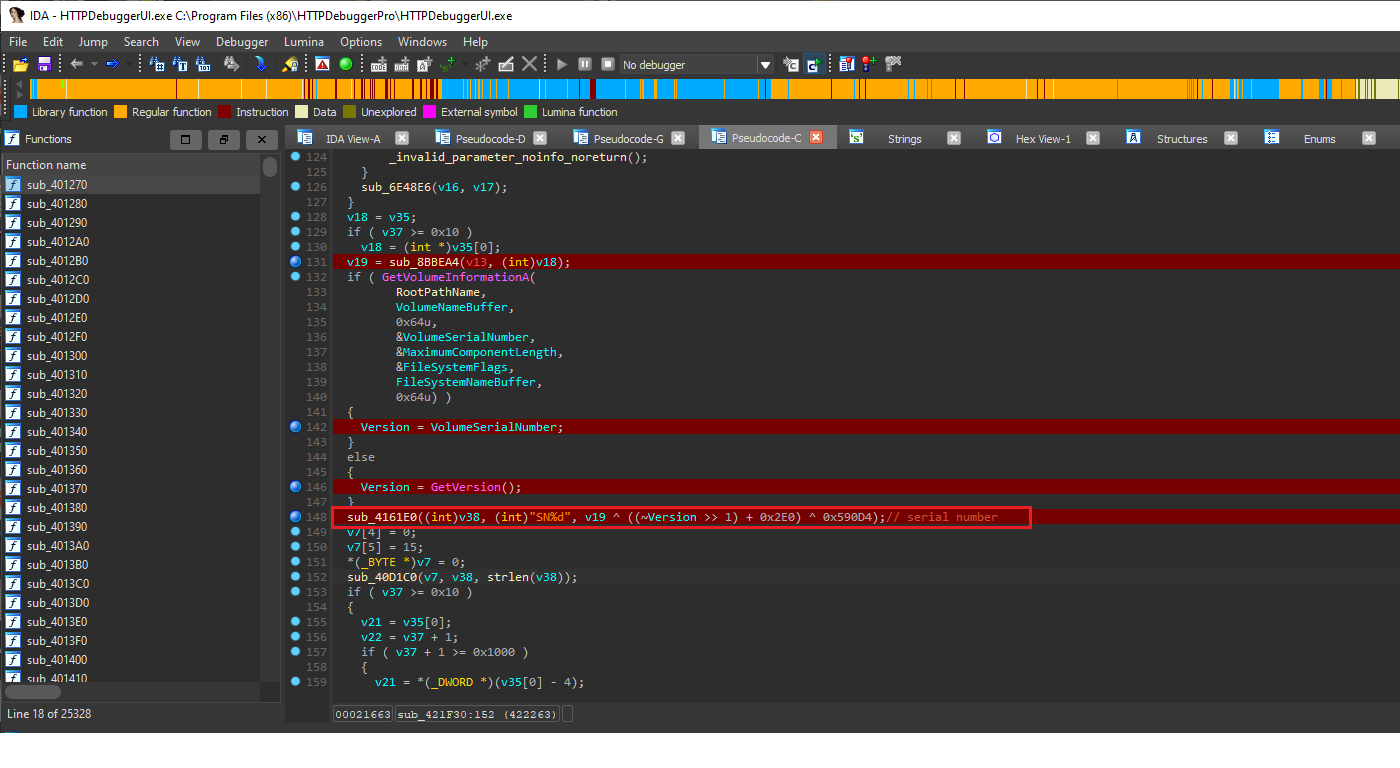 IDA - HTTPDebuggerUI.exe C:\Program Files (x86)\HTTPDebuggerPro\HTTPDebuggerUI.exe
File Edit Jump Search View Debugger Lumina Options Windows Help
No debugger
Library function Regular function Instruction Data Unexplored External symbol Lumina function
Functions
IDA View-A Pseudocode-D Pseudocode-G Pseudocode-C Strings Hex View-1 Structures Enums
Function name
sub_401270
sub_401280
sub_401290
sub_4012A0
sub_4012B0
sub_4012C0
sub_4012D0
sub_4012E0
sub_4012F0
sub_401300
sub_401310
sub_401320
sub_401330
sub_401340
sub_401350
sub_401360
sub_401370
sub_401380
sub_401390
sub_4013A0
sub_4013B0
sub_4013C0
sub_4013D0
sub_4013E0
sub_4013F0
sub_401400
sub_401410
Line 18 of 25328
124 _invalid_parameter_noinfo_noreturn();
125 }
126 sub_6E48E6(v16, v17);
127 }
128 v18 = v35;
129 if ( v37 >= 0x10 )
130 v18 = (int *)v35[0];
131 v19 = sub_8BBEA4(v13, (int)v18);
132 if ( GetVolumeInformationA(
133 RootPathName,
134 VolumeNameBuffer,
135 0x64u,
136 &VolumeSerialNumber,
137 &MaximumComponentLength,
138 &FileSystemFlags,
139 FileSystemNameBuffer,
140 0x64u) )
141 {
142 Version = VolumeSerialNumber;
143 }
144 else
145 {
146 Version = GetVersion();
147 }
148 sub_4161E0((int)v38, (int)"SN%d", v19 ^ ((~Version >> 1) + 0x2E0) ^ 0x590D4);// serial number
149 v7[4] = 0;
150 v7[5] = 15;
151 *(_BYTE *)v7 = 0;
152 sub_40D1C0(v7, v38, strlen(v38));
153 if ( v37 >= 0x10 )
154 {
155 v21 = v35[0];
156 v22 = v37 + 1;
157 if ( v37 + 1 >= 0x1000 )
158 {
159 v21 = *(_DWORD *)(v35[0] - 4);
00021663 sub_421F30:152 (422263)